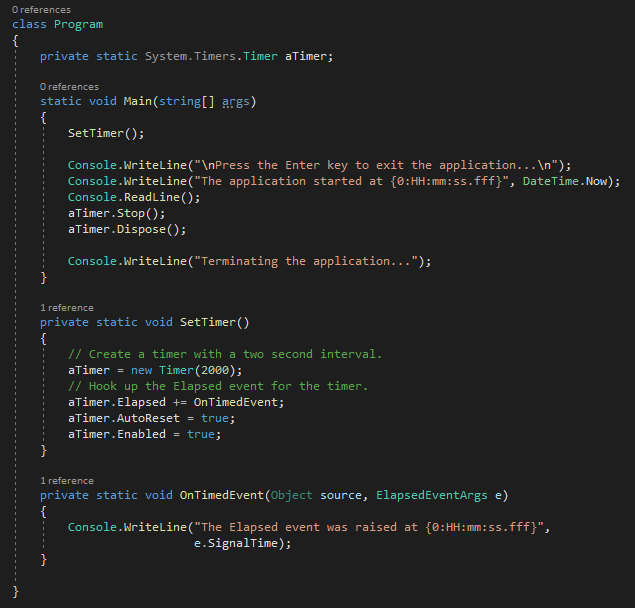 0 references
class Program
{
    private static System.Timers.Timer aTimer;

    0 references
    static void Main(string[] args)
    {
        SetTimer();

        Console.WriteLine("\nPress the Enter key to exit the application...\n");
        Console.WriteLine("The application started at {0:HH:mm:ss.fff}", DateTime.Now);
        Console.ReadLine();
        aTimer.Stop();
        aTimer.Dispose();

        Console.WriteLine("Terminating the application...");
    }

    1 reference
    private static void SetTimer()
    {
        // Create a timer with a two second interval.
        aTimer = new Timer(2000);
        // Hook up the Elapsed event for the timer.
        aTimer.Elapsed += OnTimedEvent;
        aTimer.AutoReset = true;
        aTimer.Enabled = true;
    }

    1 reference
    private static void OnTimedEvent(Object source, ElapsedEventArgs e)
    {
        Console.WriteLine("The Elapsed event was raised at {0:HH:mm:ss.fff}",
                          e.SignalTime);
    }

}